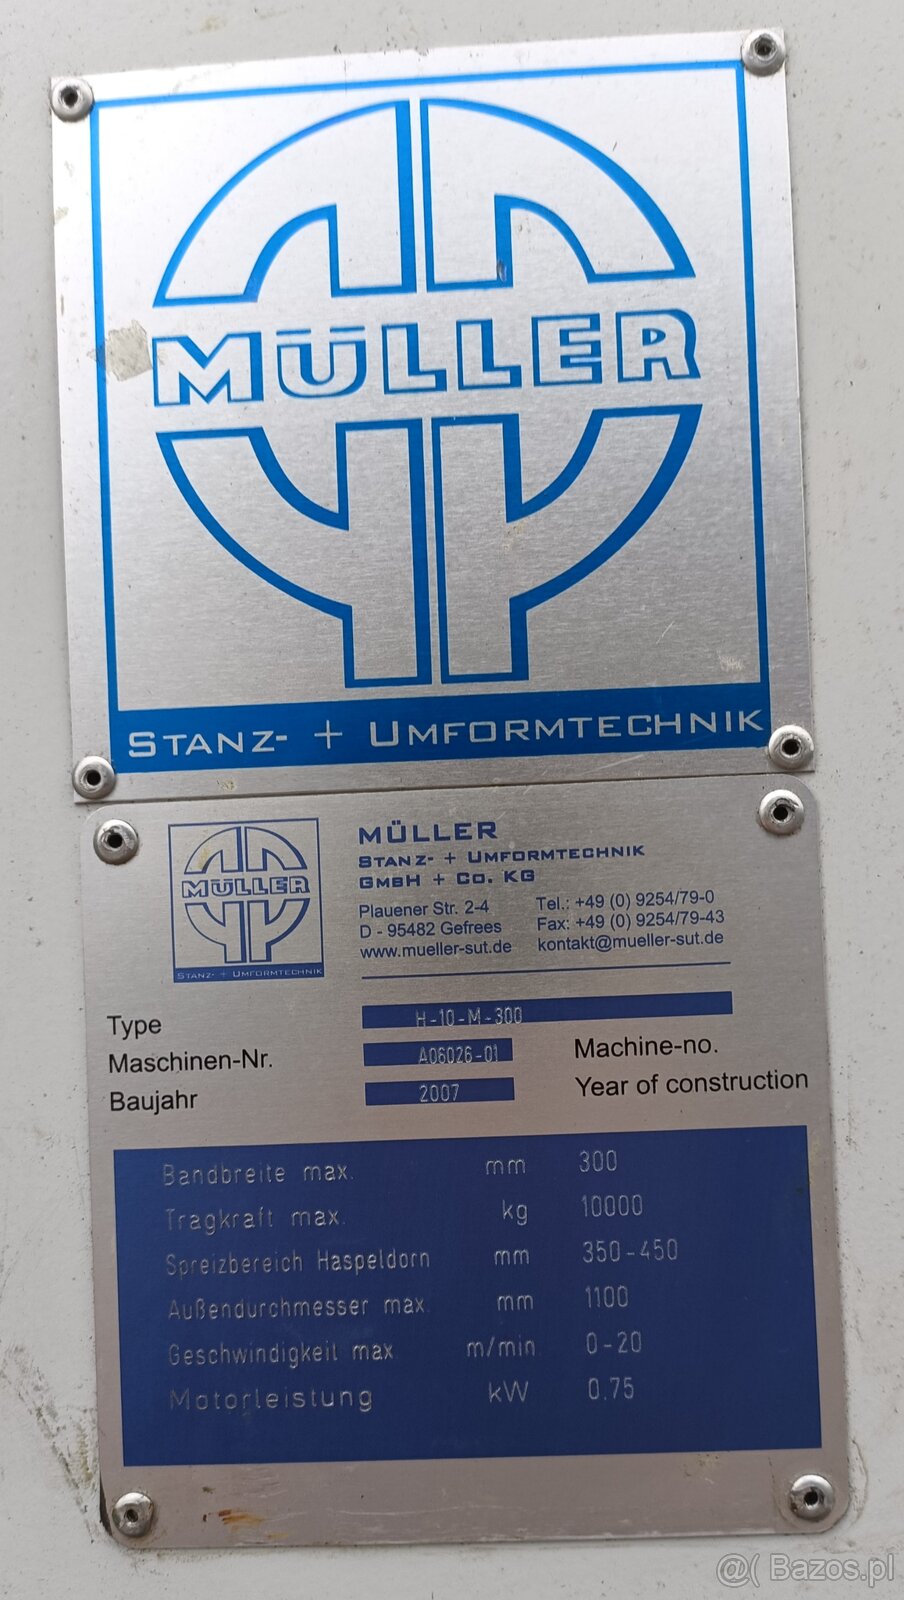 MÜLLER
STANZ- + UMFORMTECHNIK
MÜLLER
STANZ- + UMFORMTECHNIK
MÜLLER
STANZ- + UMFORMTECHNIK
GMBH + CO. KG
Plauener Str. 2-4 Tel.: +49 (0) 9254/79-0
D - 95482 Gefrees Fax: +49 (0) 9254/79-43
www.mueller-sut.de kontakt@mueller-sut.de
Type H-10-M-300
Maschinen-Nr. A06026-01 Machine-no.
Baujahr 2007 Year of construction
Bandbreite max. mm 300
Tragkraft max. kg 10000
Spreizbereich Haspeldorn mm 350-450
Außendurchmesser max. mm 1100
Geschwindigkeit max m/min 0-20
Motorleistung kW 0.75
@( Bazos.pl